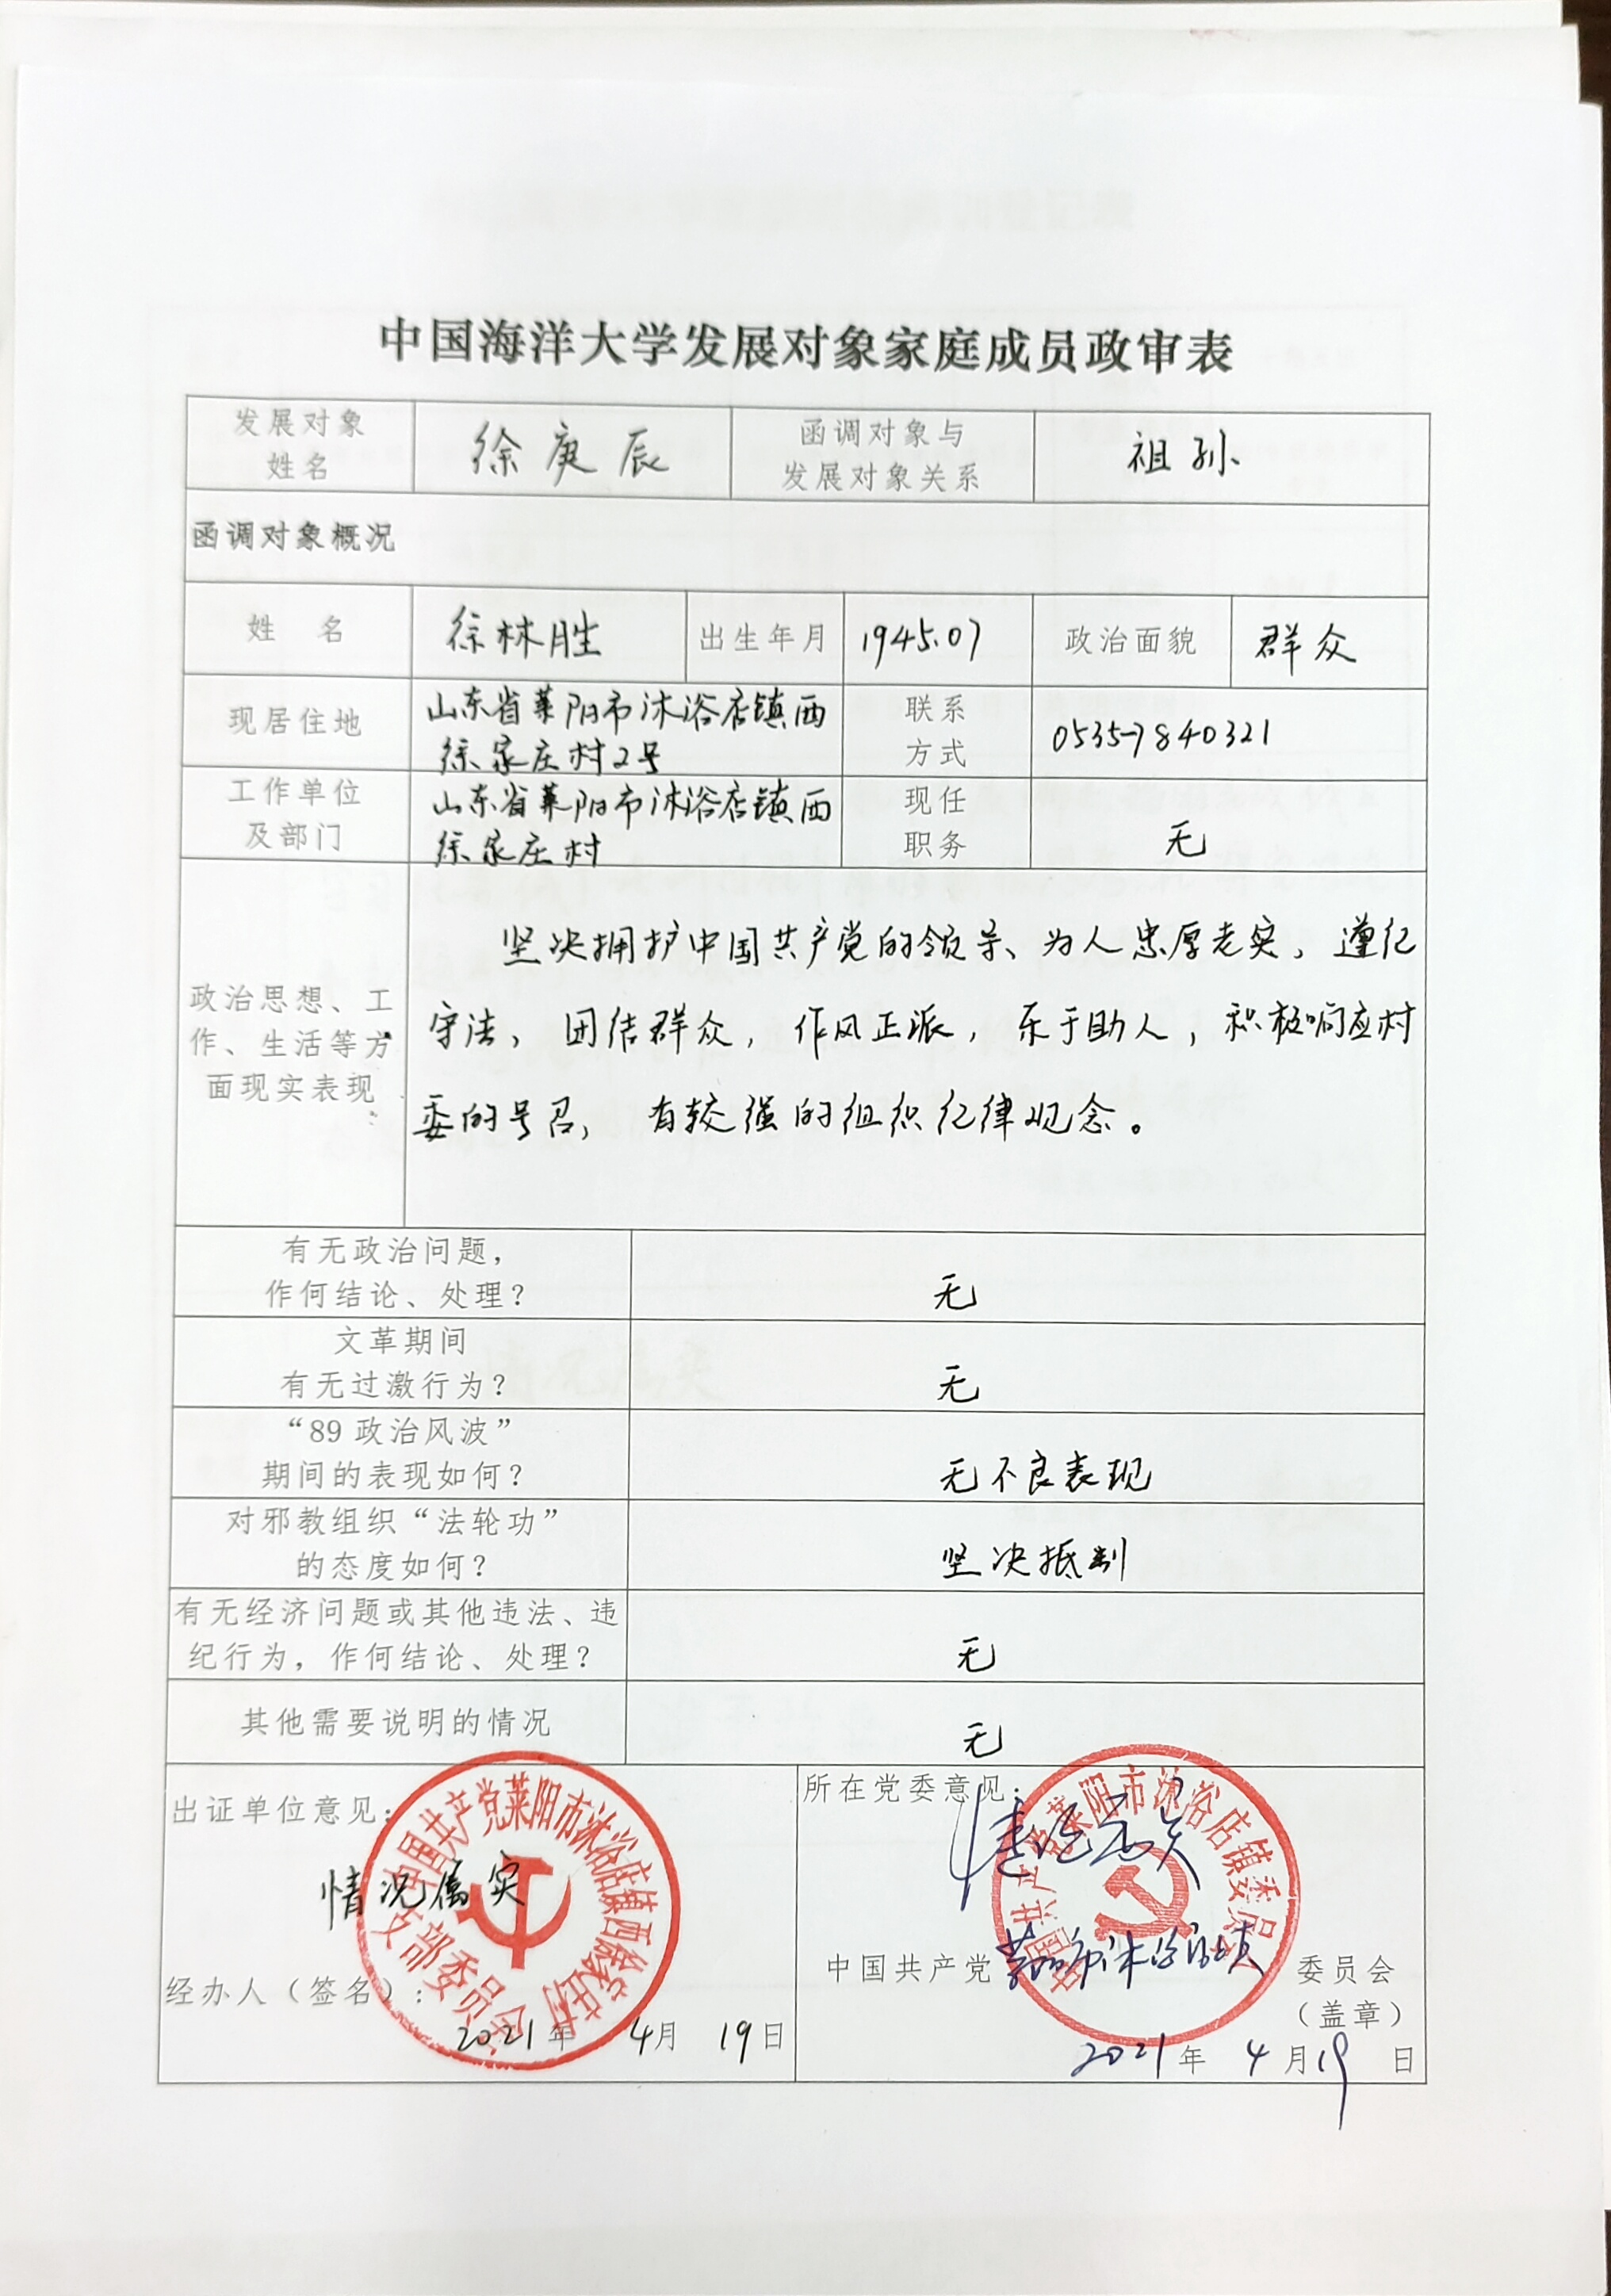 中国海洋大学发展对象家庭成员政审表
发展对象
姓名
徐庚辰
函调对象与
发展对象关系
祖孙
函调对象概况
姓 名
徐林胜
出生年月
1945.07
政治面貌
群众
现居住地
山东省莱阳市沐浴店镇西
徐家庄村2号
联系
方式
0535-7840321
工作单位
及部门
山东省莱阳市沐浴店镇西
徐家庄村
现任
职务
无
政治思想、工
作、生活等方
面现实表现
坚决拥护中国共产党的领导、为人忠厚老实,遵纪
守法,团结群众,作风正派,乐于助人,积极响应村
委的号召,有较强的组织纪律观念。
有无政治问题,
作何结论、处理?
无
文革期间
有无过激行为?
无
“89 政治风波”
期间的表现如何?
无不良表现
对邪教组织“法轮功”
的态度如何?
坚决抵制
有无经济问题或其他违法、违
纪行为,作何结论、处理?
无
其他需要说明的情况
无
出证单位意见:
情况属实
中国共产党莱阳市沐浴店镇西徐家庄村
支部委员会
经办人(签名):
2021年 4月 19日
所在党委意见:
中国共产党莱阳市沐浴店镇委员会
中国共产党莱阳市沐浴店镇 委员会
(盖章)
2021年 4月19 日